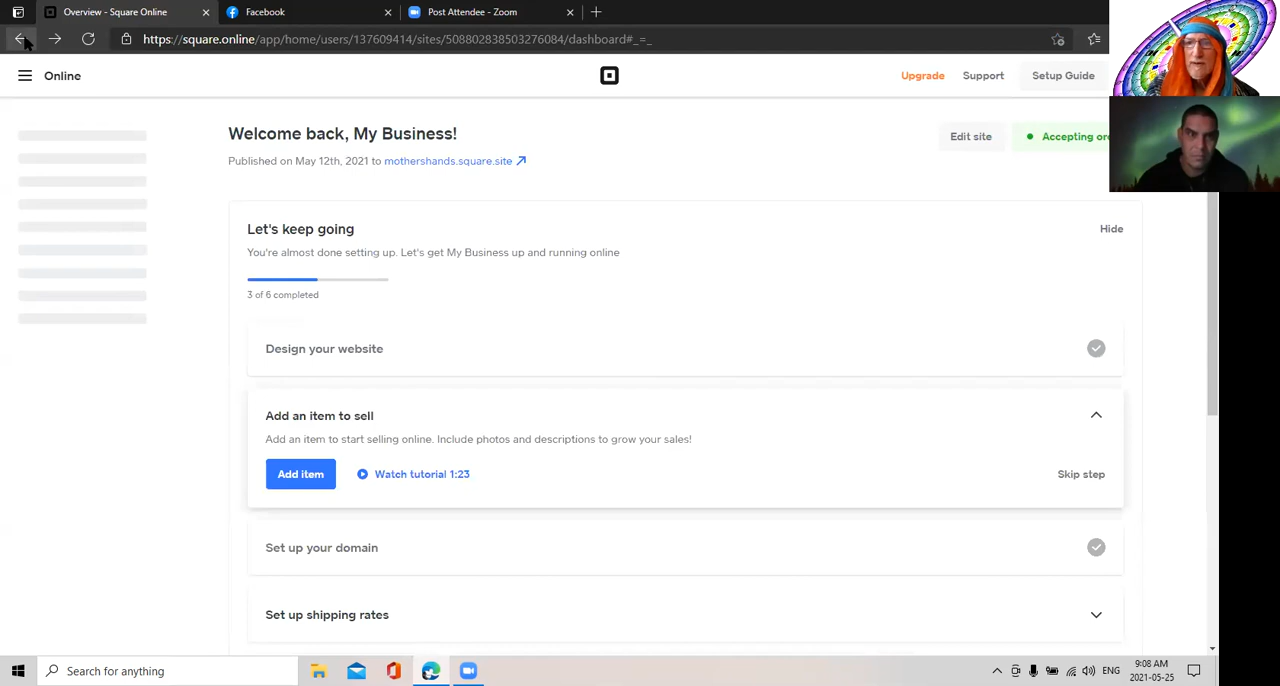 Overview - Square Online
Facebook
Post Attendee - Zoom
https://square.online/app/home/users/137609414/sites/508802838503276084/dashboard#_=_
Online
Upgrade
Support
Setup Guide
Welcome back, My Business!
Edit site
Accepting or
Published on May 12th, 2021 to mothershands.square.site
Let's keep going
Hide
You're almost done setting up. Let's get My Business up and running online
3 of 6 completed
Design your website
Add an item to sell
Add an item to start selling online. Include photos and descriptions to grow your sales!
Add item
Watch tutorial 1:23
Skip step
Set up your domain
Set up shipping rates
Search for anything
ENG
9:08 AM
2021-05-25